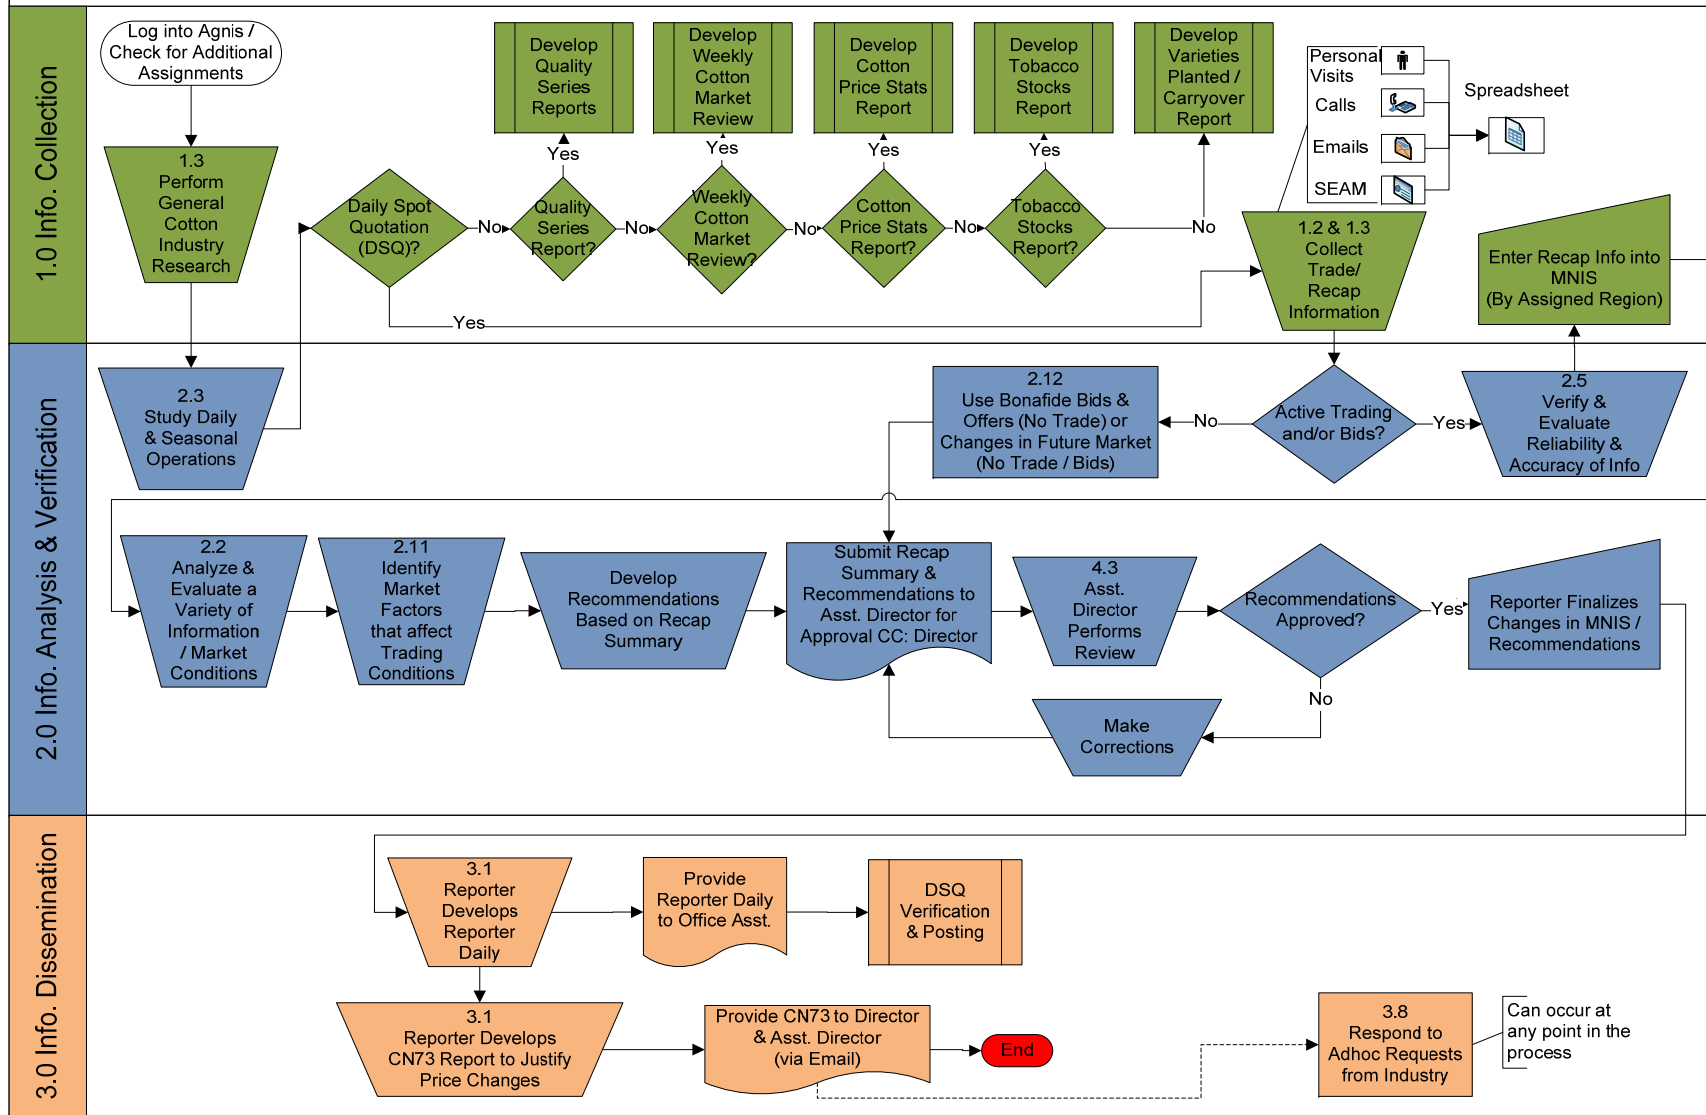 1.0 Info. Collection
Log into Agnis /
Check for Additional
Assignments
1.3
Perform
General
Cotton
Industry
Research
Daily Spot
Quotation
(DSQ)?
No
Yes
Develop
Quality
Series
Reports
Yes
Quality
Series
Report?
No
Develop
Weekly
Cotton
Market
Review
Yes
Weekly
Cotton
Market
Review?
No
Develop
Cotton
Price Stats
Report
Yes
Cotton
Price Stats
Report?
No
Develop
Tobacco
Stocks
Report
Yes
Tobacco
Stocks
Report?
No
Develop
Varieties
Planted /
Carryover
Report
Personal
Visits
Calls
Emails
SEAM
Spreadsheet
1.2 & 1.3
Collect
Trade/
Recap
Information
Enter Recap Info into
MNIS
(By Assigned Region)
2.0 Info. Analysis & Verification
2.3
Study Daily
& Seasonal
Operations
2.12
Use Bonafide Bids &
Offers (No Trade) or
Changes in Future Market
(No Trade / Bids)
No
Active Trading
and/or Bids?
Yes
2.5
Verify &
Evaluate
Reliability &
Accuracy of Info
2.2
Analyze &
Evaluate a
Variety of
Information
/ Market
Conditions
2.11
Identify
Market
Factors
that affect
Trading
Conditions
Develop
Recommendations
Based on Recap
Summary
Submit Recap
Summary &
Recommendations to
Asst. Director for
Approval CC: Director
4.3
Asst.
Director
Performs
Review
Recommendations
Approved?
Yes
No
Reporter Finalizes
Changes in MNIS /
Recommendations
Make
Corrections
3.0 Info. Dissemination
3.1
Reporter
Develops
Reporter
Daily
Provide
Reporter Daily
to Office Asst.
DSQ
Verification
& Posting
3.1
Reporter Develops
CN73 Report to Justify
Price Changes
Provide CN73 to Director
& Asst. Director
(via Email)
End
3.8
Respond to
Adhoc Requests
from Industry
Can occur at
any point in the
process